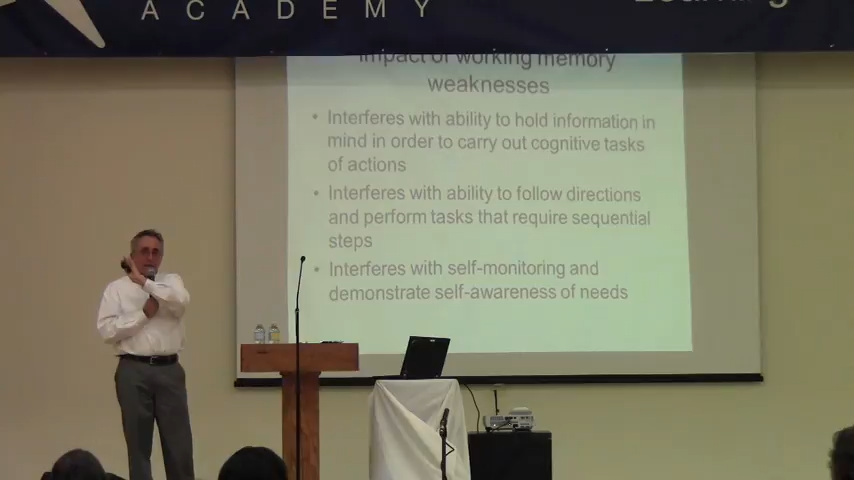 ACADEMY
Learning
Impact of working memory
weaknesses
• Interferes with ability to hold information in
mind in order to carry out cognitive tasks
of actions
• Interferes with ability to follow directions
and perform tasks that require sequential
steps
• Interferes with self-monitoring and
demonstrate self-awareness of needs